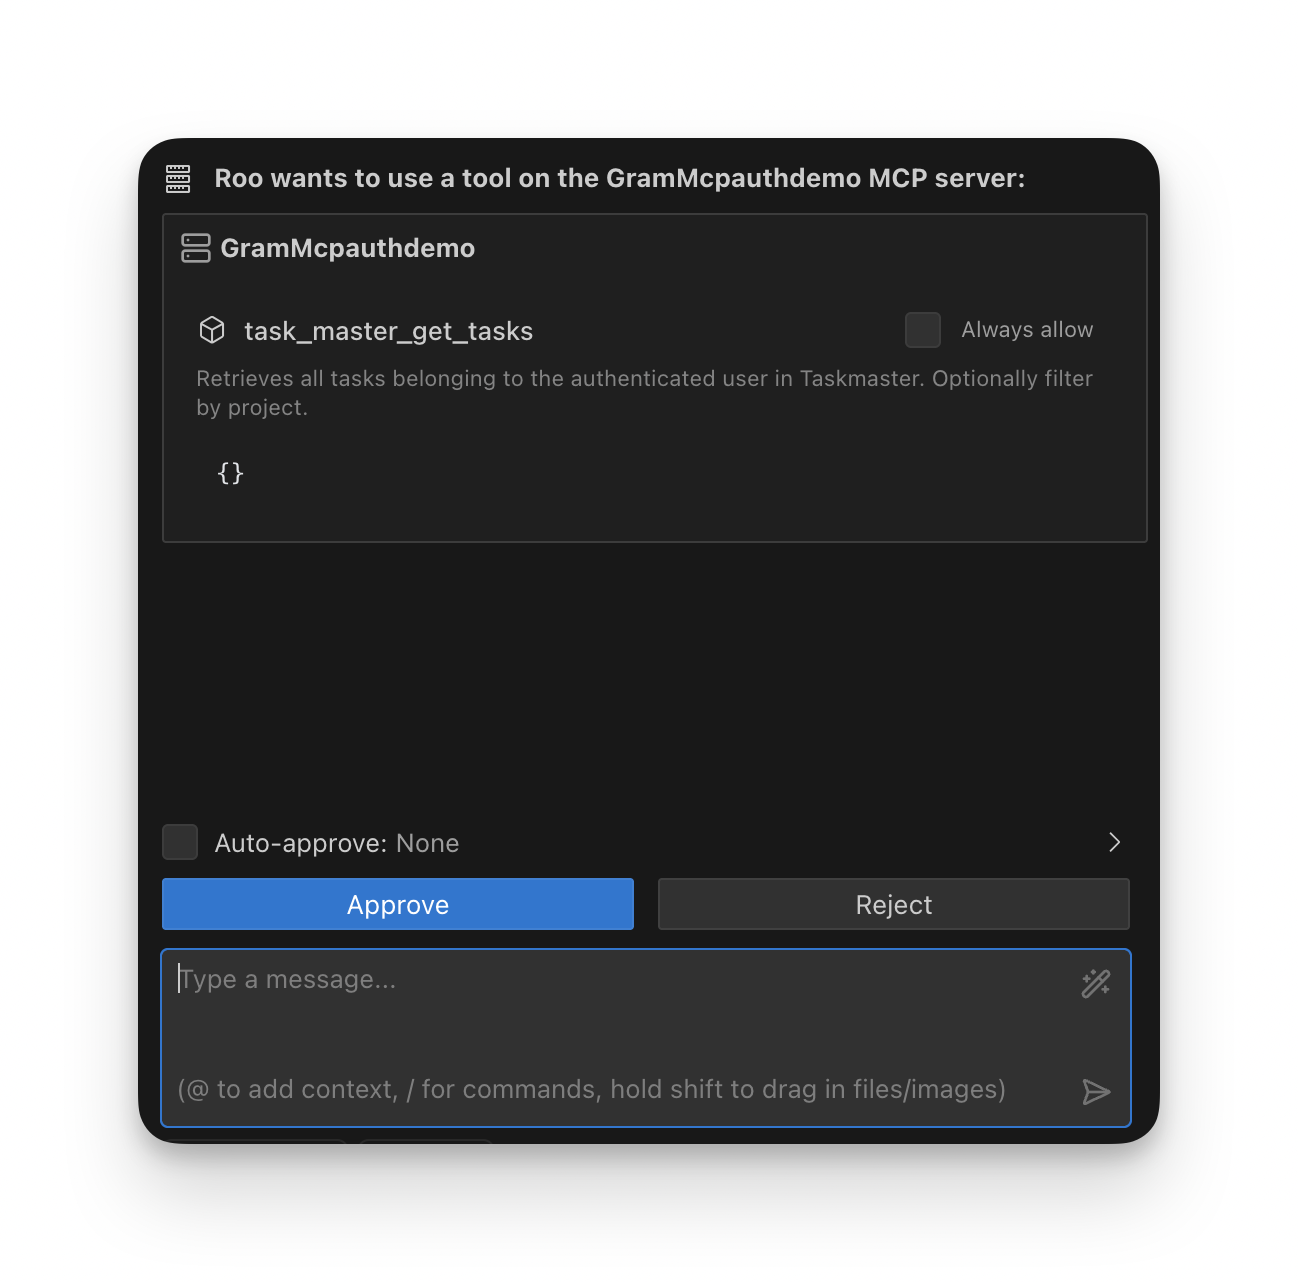 Roo wants to use a tool on the GramMcpauthdemo MCP server:
GramMcpauthdemo
task_master_get_tasks
Always allow
Retrieves all tasks belonging to the authenticated user in Taskmaster. Optionally filter
by project.
{}
Auto-approve: None
Approve
Reject
Type a message...
(@ to add context, / for commands, hold shift to drag in files/images)